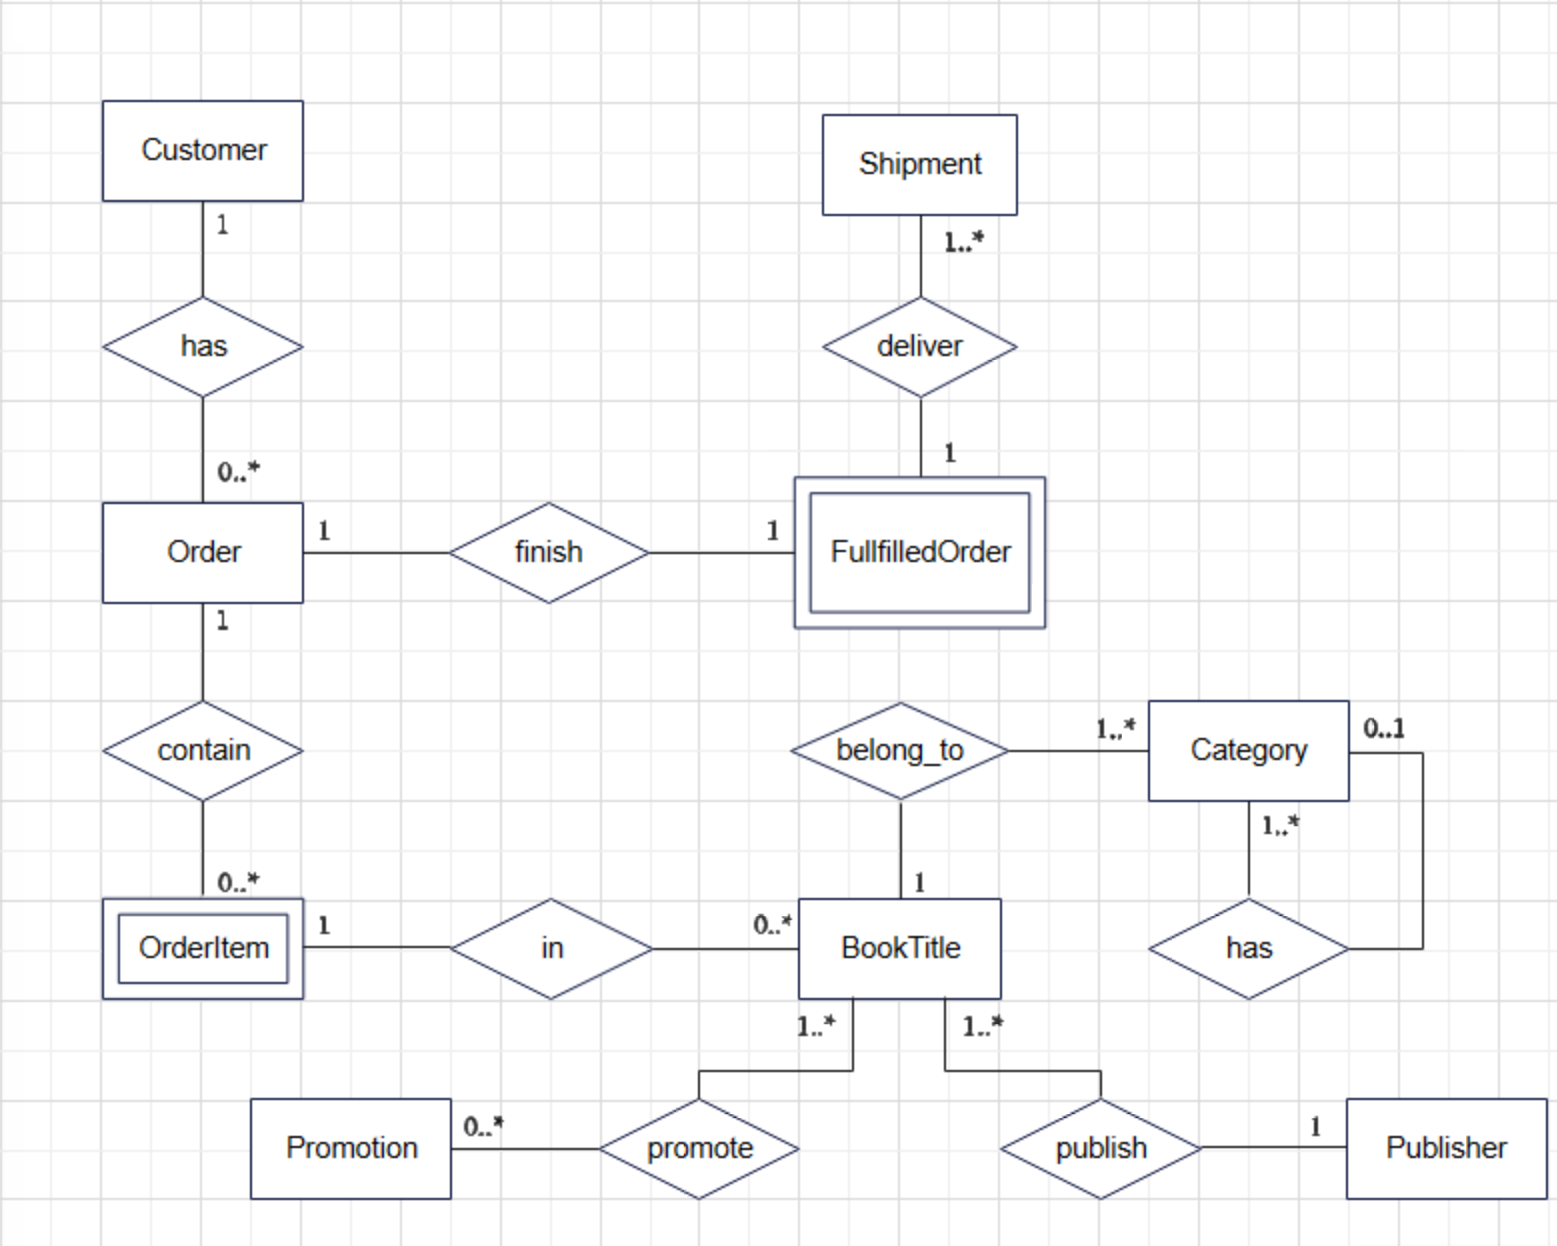 Customer
Shipment
1
1..*
has
deliver
0..*
1
Order
1
finish
1
FullfilledOrder
1
contain
belong_to
1..*
Category
0..1
0..*
1
1..*
OrderItem
1
in
0..*
BookTitle
has
1..*
1..*
Promotion
0..*
promote
publish
1
Publisher